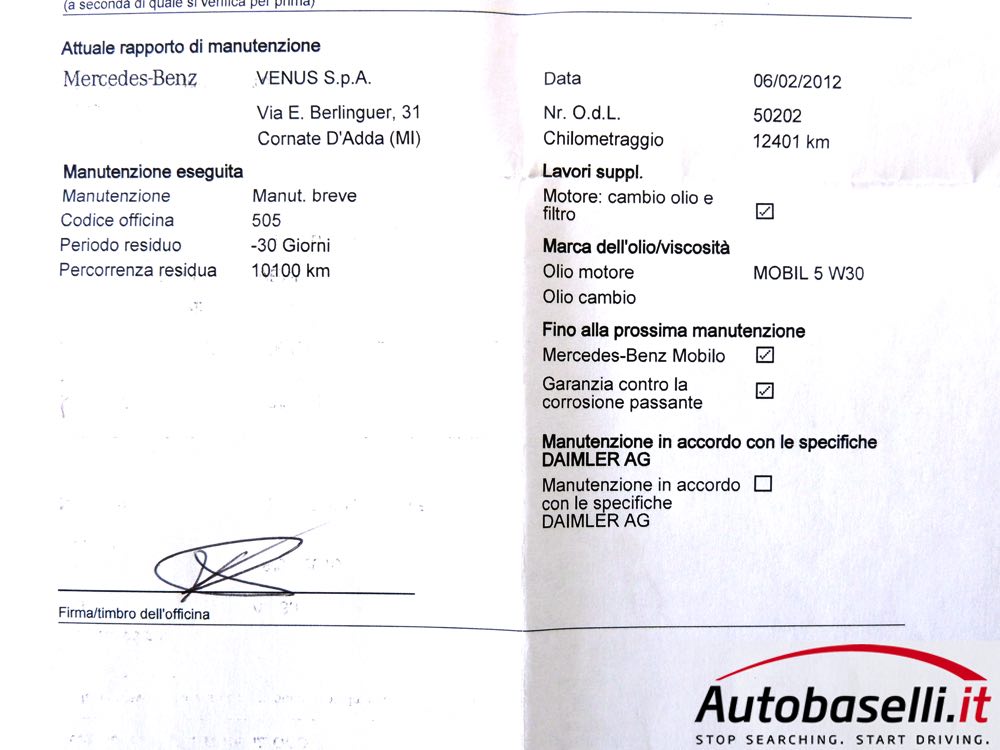 (a seconda di quale si verifica per prima)
Attuale rapporto di manutenzione
Mercedes-Benz VENUS S.p.A.
Via E. Berlinguer, 31
Cornate D'Adda (MI)
Manutenzione eseguita
Manutenzione Manut. breve
Codice officina 505
Periodo residuo -30 Giorni
Percorrenza residua 10100 km
Firma/timbro dell'officina
Data 06/02/2012
Nr. O.d.L. 50202
Chilometraggio 12401 km
Lavori suppl.
Motore: cambio olio e
filtro
Marca dell'olio/viscosità
Olio motore MOBIL 5 W30
Olio cambio
Fino alla prossima manutenzione
Mercedes-Benz Mobilo
Garanzia contro la
corrosione passante
Manutenzione in accordo con le specifiche
DAIMLER AG
Manutenzione in accordo
con le specifiche
DAIMLER AG
Autobaselli.it
STOP SEARCHING. START DRIVING.